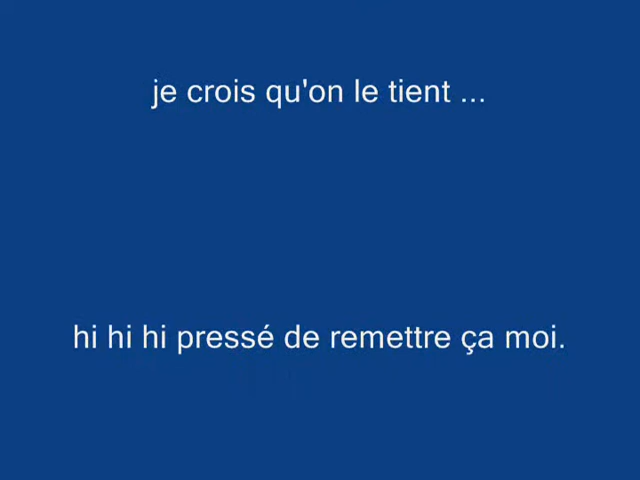 je crois qu'on le tient ...
hi hi hi pressé de remettre ça moi.